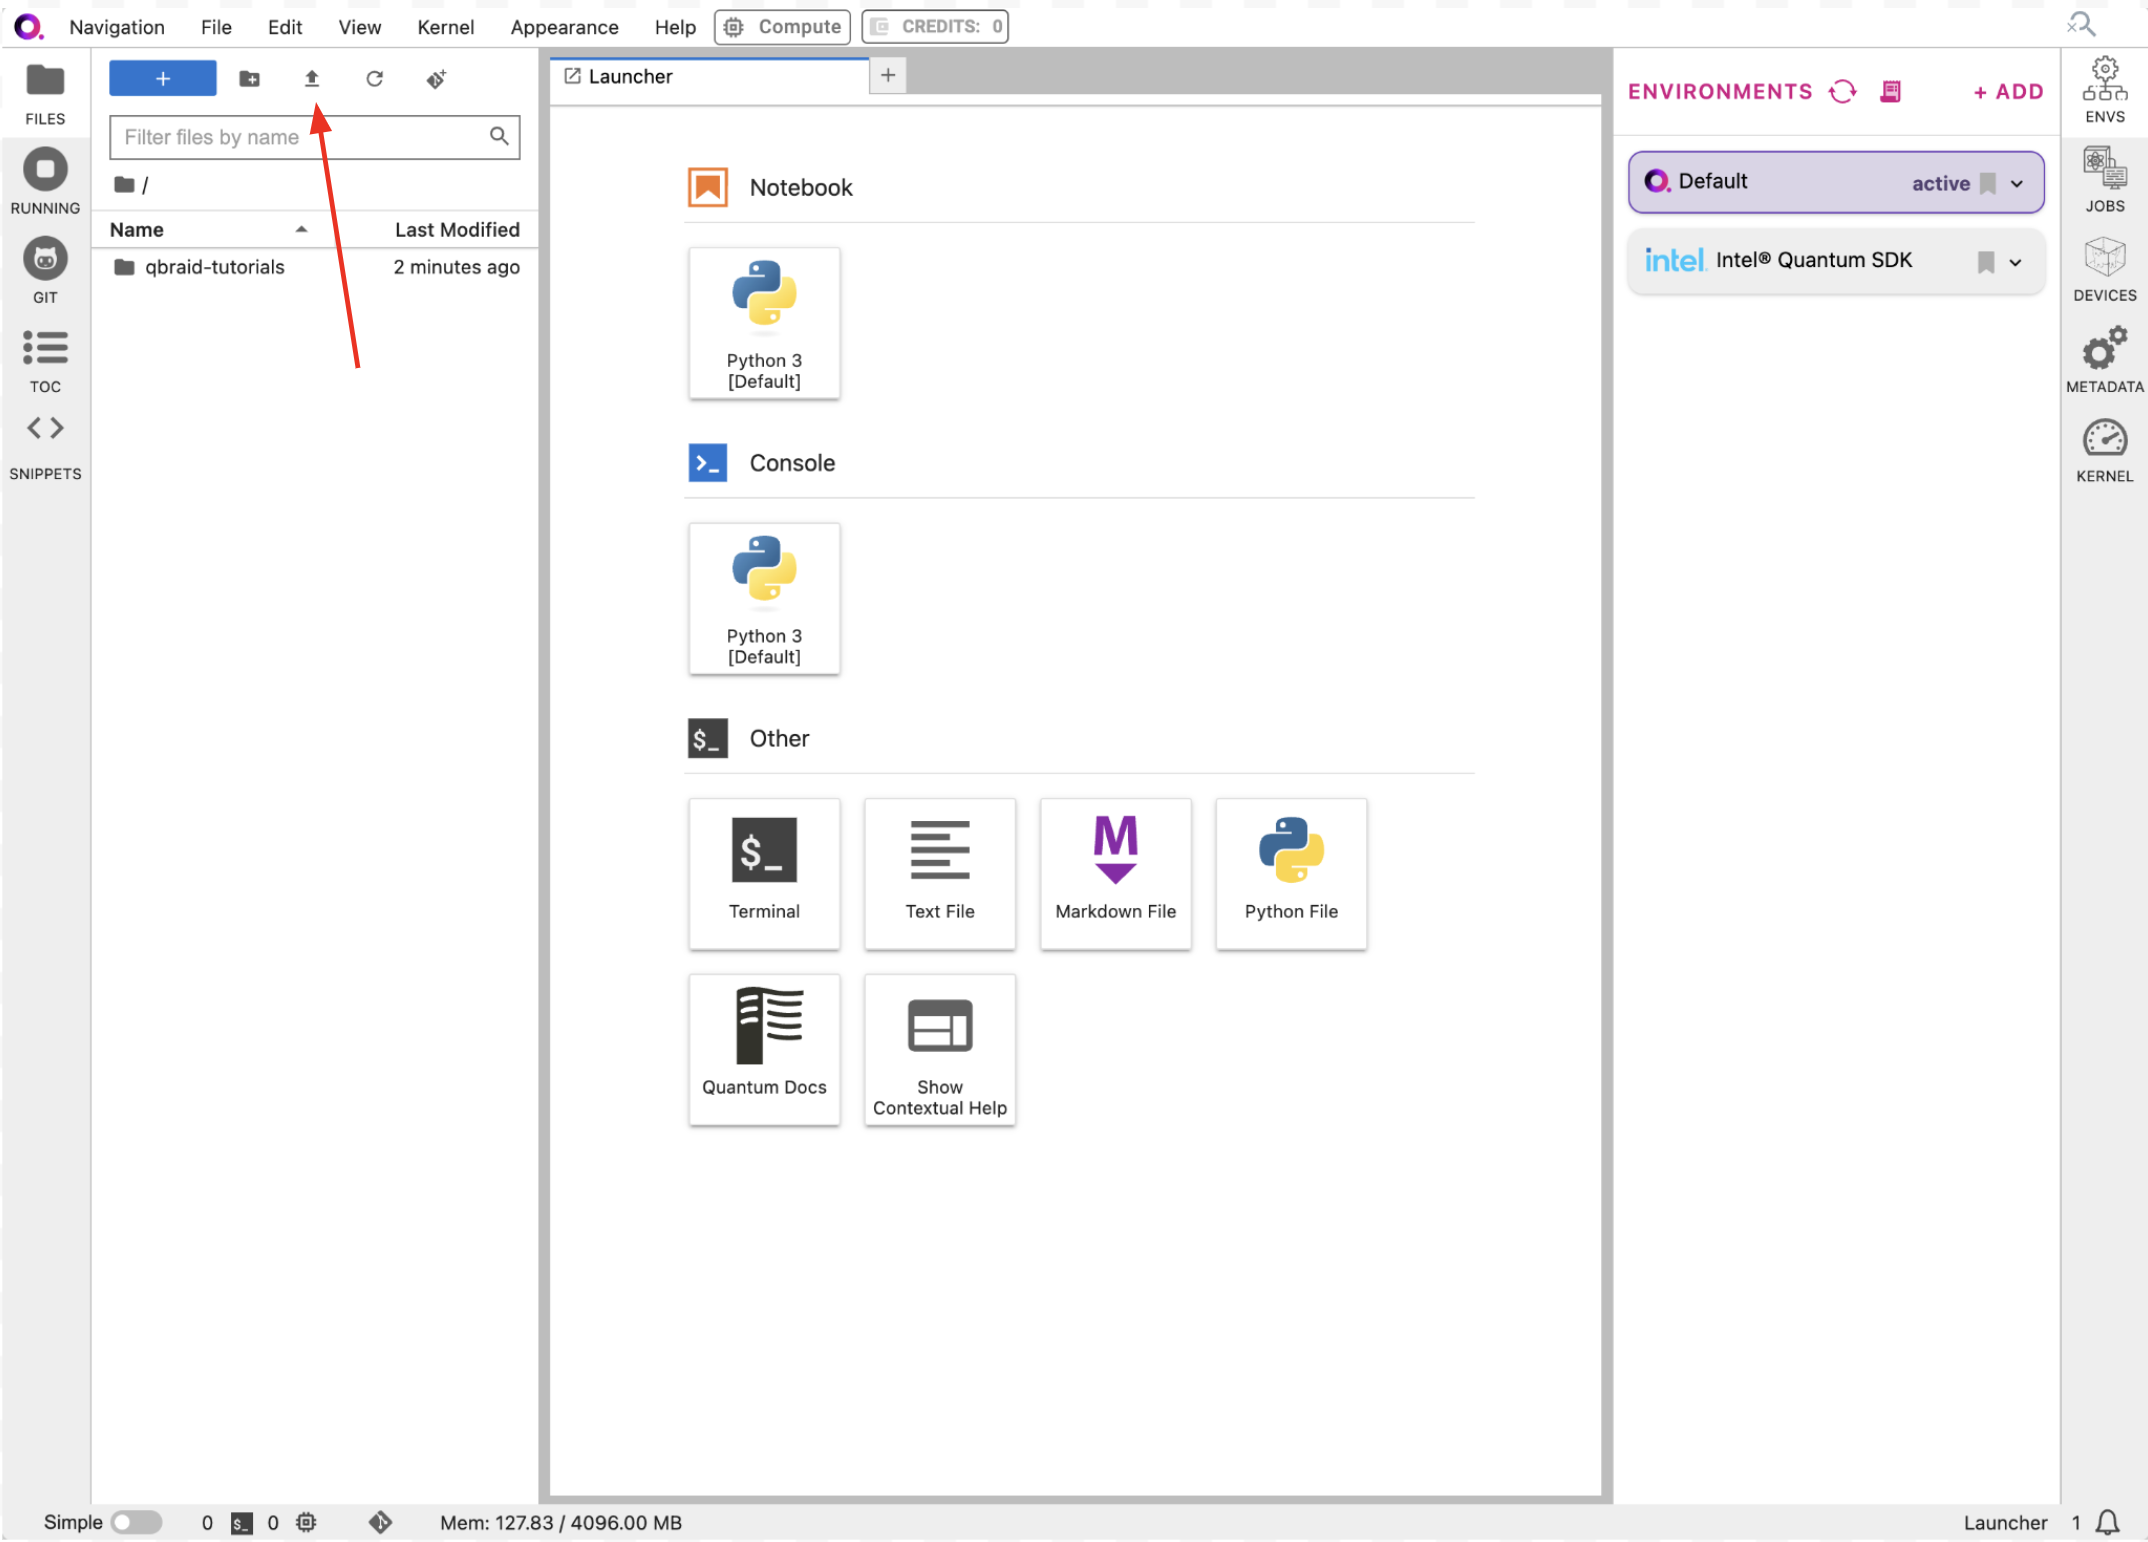 Navigation File Edit View Kernel Appearance Help Compute CREDITS: 0
FILES
RUNNING
GIT
TOC
SNIPPETS
+
Filter files by name
/
Name Last Modified
qbraid-tutorials 2 minutes ago
Launcher +
Notebook
Python 3
[Default]
Console
Python 3
[Default]
$_ Other
$_
Terminal
Text File
M
Markdown File
Python File
Quantum Docs
Show
Contextual Help
ENVIRONMENTS + ADD
Default active
intel. Intel® Quantum SDK
ENVS
JOBS
DEVICES
METADATA
KERNEL
Simple 0 $_ 0 Mem: 127.83 / 4096.00 MB Launcher 1